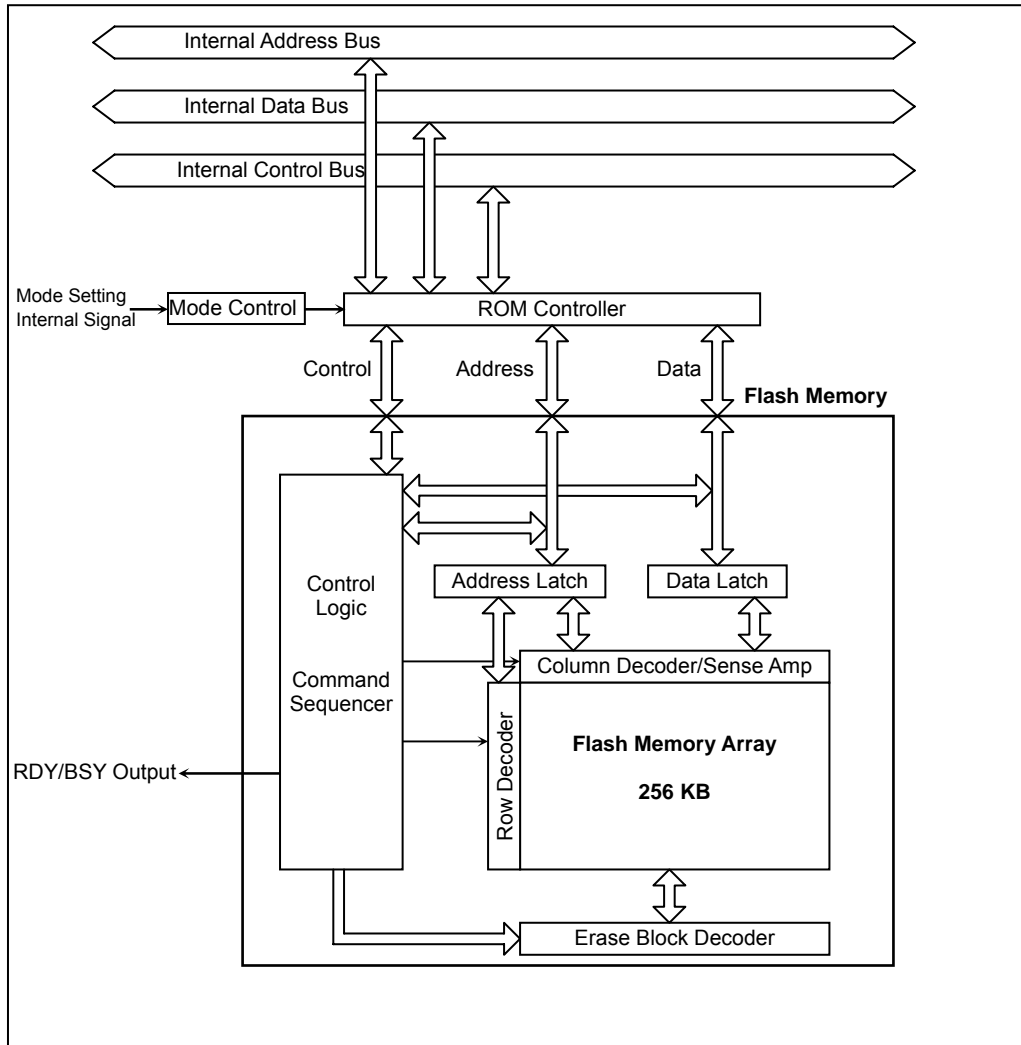 Internal Address Bus
Internal Data Bus
Internal Control Bus
Mode Setting
Internal Signal
Mode Control
ROM Controller
Control
Address
Data
Flash Memory
Control
Logic
Command
Sequencer
Address Latch
Data Latch
Column Decoder/Sense Amp
Row Decoder
Flash Memory Array
256 KB
RDY/BSY Output
Erase Block Decoder